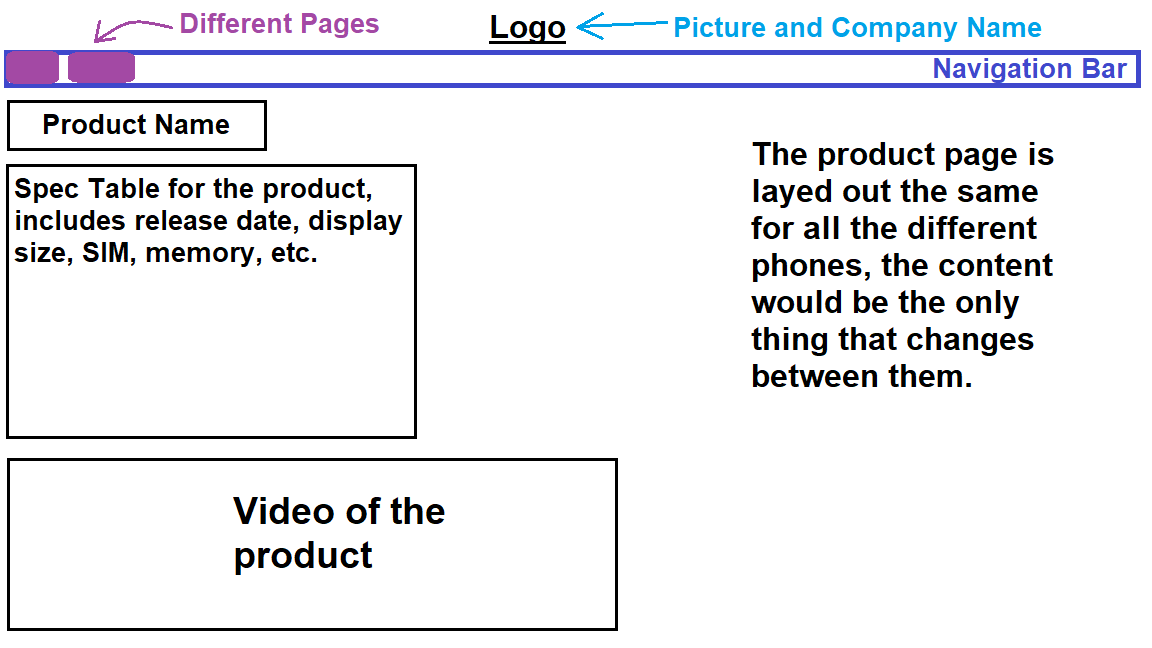 Different Pages
Logo
Picture and Company Name
Navigation Bar
Product Name
Spec Table for the product,
includes release date, display
size, SIM, memory, etc.
The product page is
layed out the same
for all the different
phones, the content
would be the only
thing that changes
between them.
Video of the
product